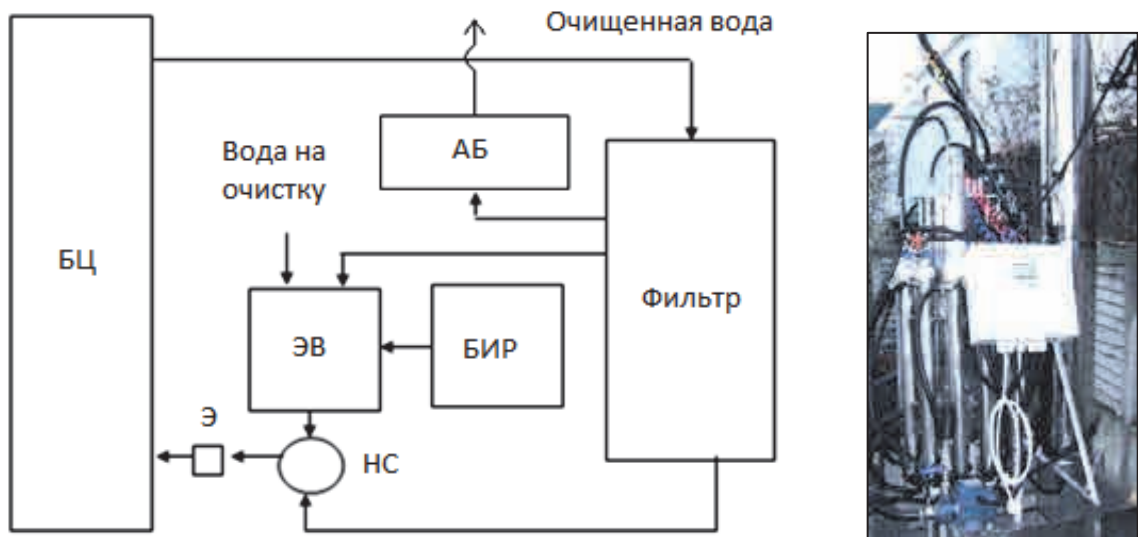 Очищенная вода
АБ
Вода на
очистку
БЦ
Фильтр
ЭВ
БИР
Э
НС